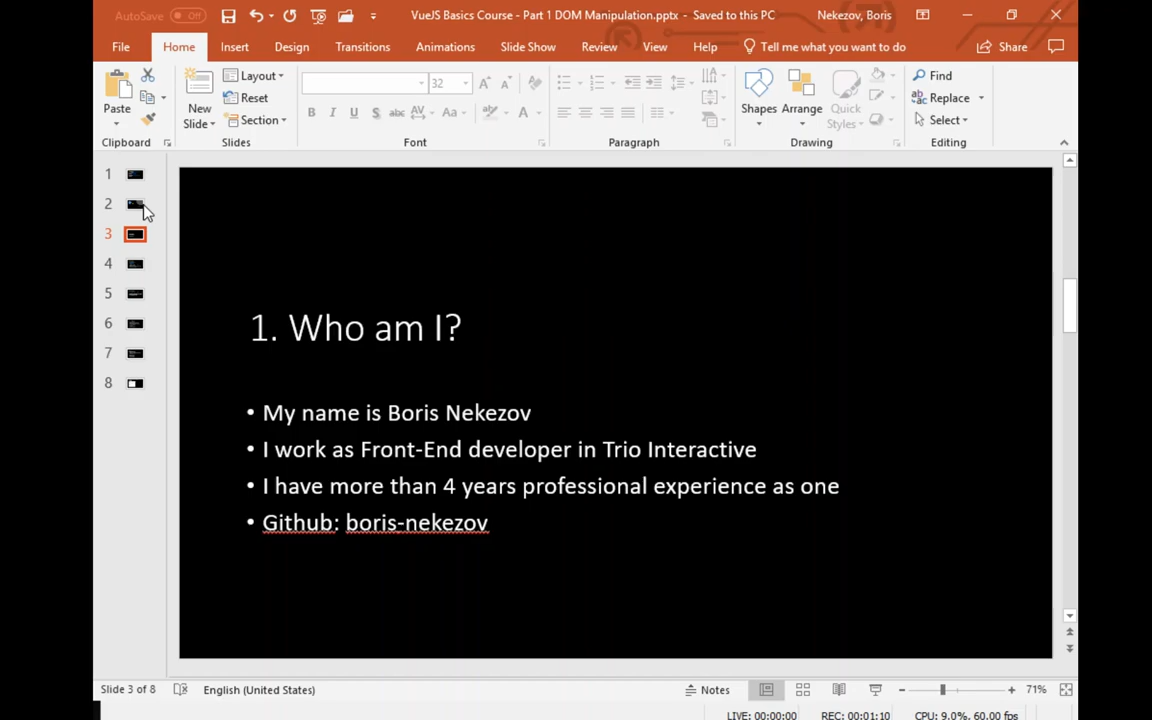 AutoSave Off VueJS Basics Course - Part 1 DOM Manipulation.pptx - Saved to this PC Nekezov, Boris
File Home Insert Design Transitions Animations Slide Show Review View Help Tell me what you want to do Share
Paste New Slide Layout Reset Section 32 B I U S abc AV Aa A Shapes Arrange Quick Styles Find Replace Select
Clipboard Slides Font Paragraph Drawing Editing
1
2
3
4
5
6
7
8
1. Who am I?
• My name is Boris Nekezov
• I work as Front-End developer in Trio Interactive
• I have more than 4 years professional experience as one
• Github: boris-nekezov
Slide 3 of 8 English (United States) Notes 71%
LIVE: 00:00:00 REC: 00:01:10 CPU: 9.0%, 60.00 fps